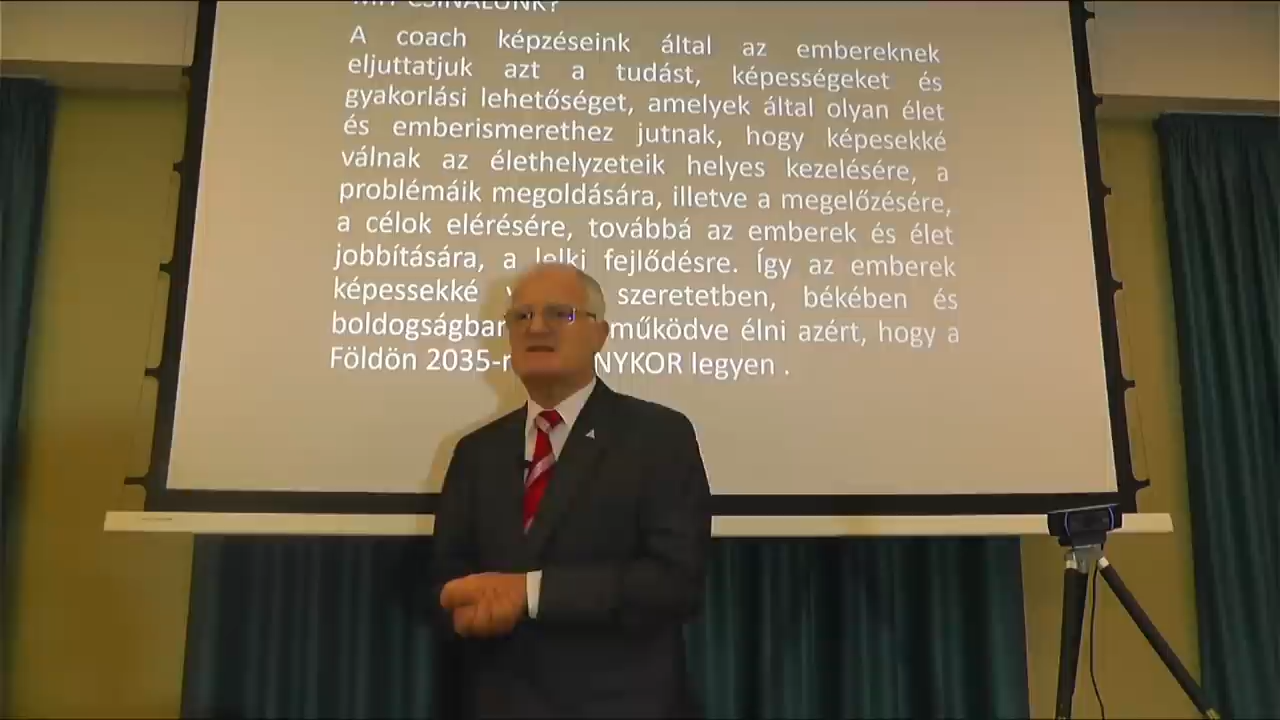 MIT CSINÁLUNK?
A coach képzéseink által az embereknek
eljuttatjuk azt a tudást, képességeket és
gyakorlási lehetőséget, amelyek által olyan élet
és emberismerethez jutnak, hogy képesekké
válnak az élethelyzeteik helyes kezelésére, a
problémáik megoldására, illetve a megelőzésére,
a célok elérésére, továbbá az emberek és élet
jobbítására, a lelki fejlődésre. Így az emberek
képessekké szeretetben, békében és
működve élni azért, hogy a
Földön legyen .